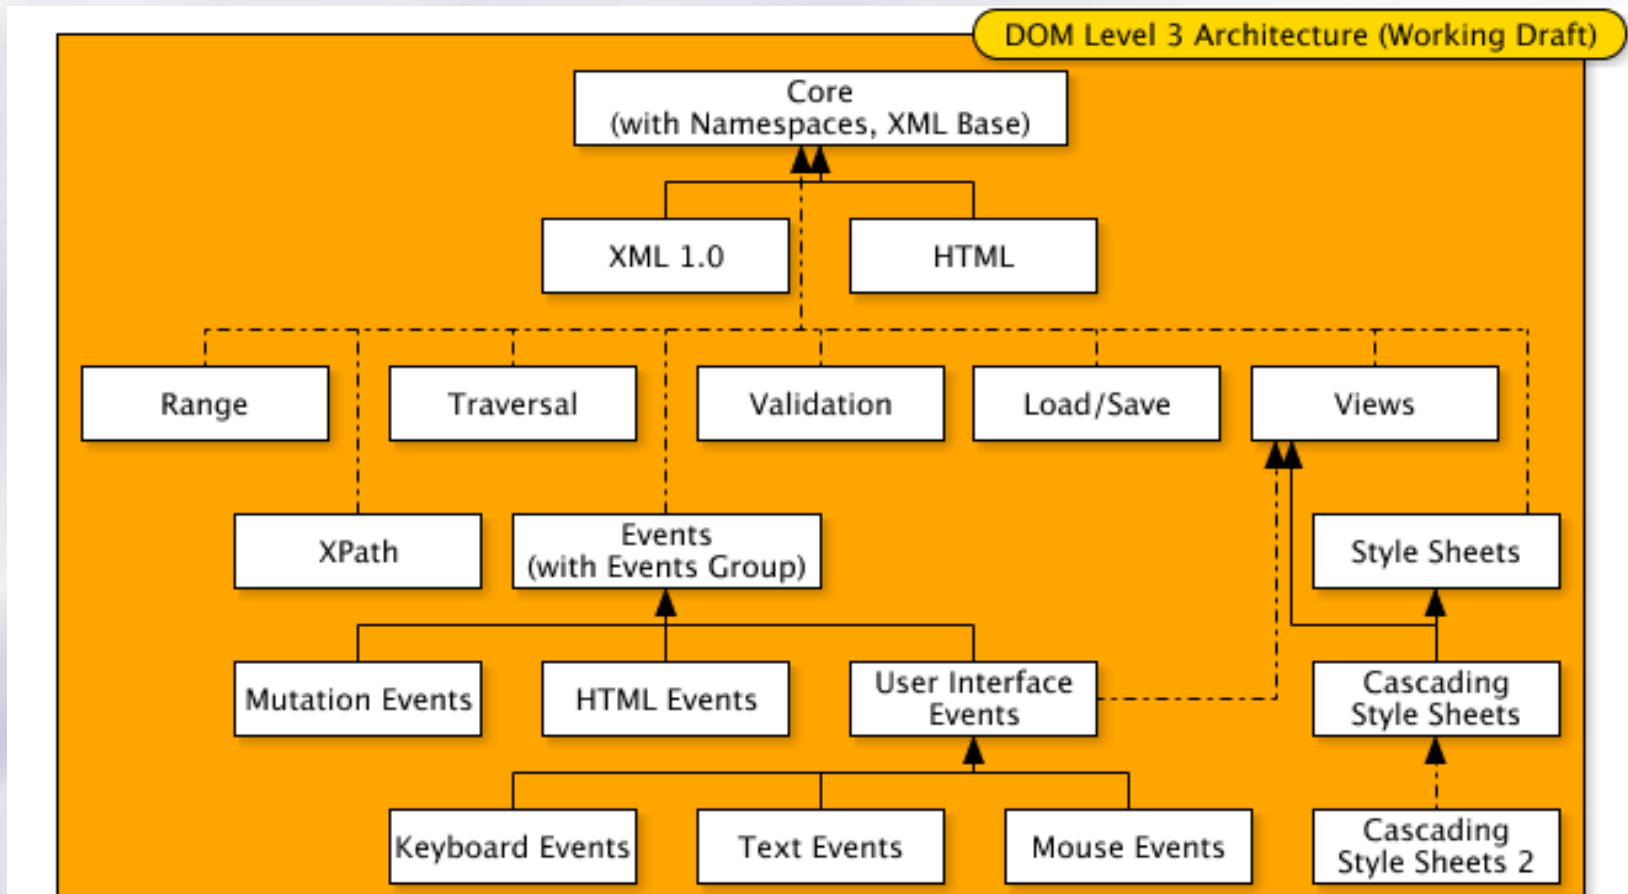 DOM Level 3 Architecture (Working Draft)
Core
(with Namespaces, XML Base)
XML 1.0
HTML
Range
Traversal
Validation
Load/Save
Views
XPath
Events
(with Events Group)
Style Sheets
Mutation Events
HTML Events
User Interface
Events
Cascading
Style Sheets
Keyboard Events
Text Events
Mouse Events
Cascading
Style Sheets 2